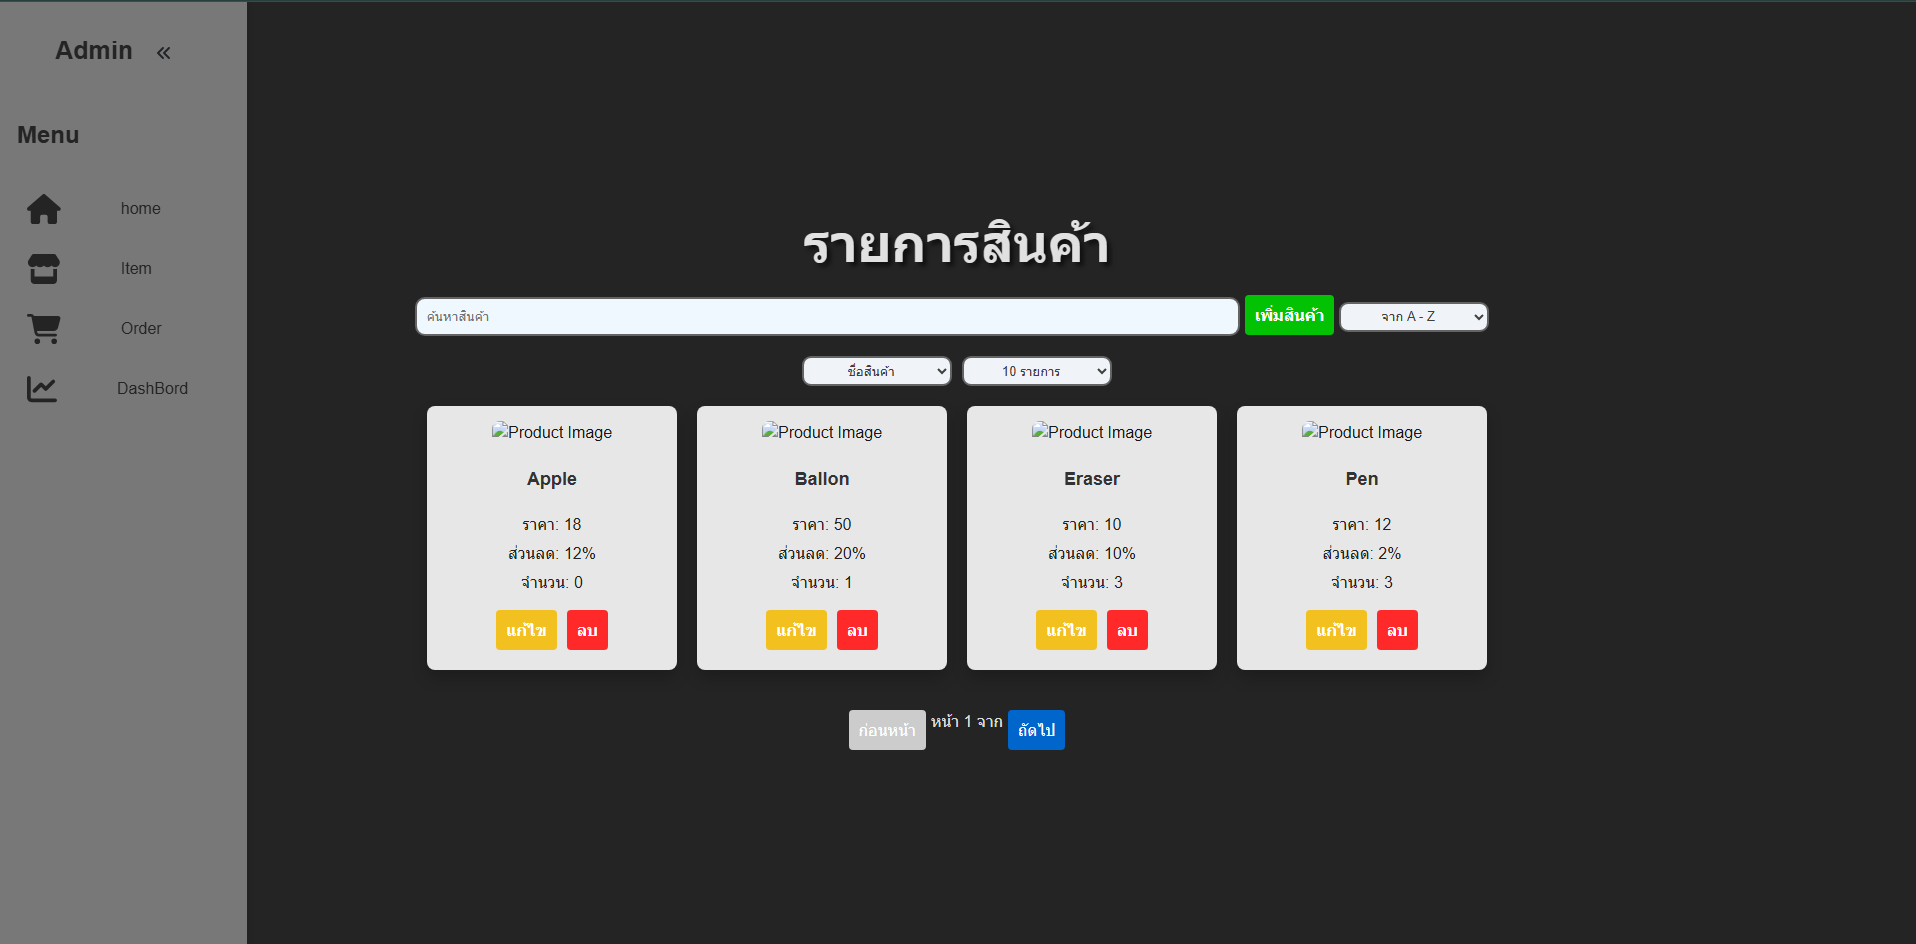 Admin «
Menu
home
Item
Order
DashBord
รายการสินค้า
ค้นหาสินค้า เพิ่มสินค้า จาก A - Z
ชื่อสินค้า 10 รายการ
Product Image Product Image Product Image Product Image
Apple Ballon Eraser Pen
ราคา: 18 ราคา: 50 ราคา: 10 ราคา: 12
ส่วนลด: 12% ส่วนลด: 20% ส่วนลด: 10% ส่วนลด: 2%
จำนวน: 0 จำนวน: 1 จำนวน: 3 จำนวน: 3
แก้ไข ลบ แก้ไข ลบ แก้ไข ลบ แก้ไข ลบ
ก่อนหน้า หน้า 1 จาก ถัดไป